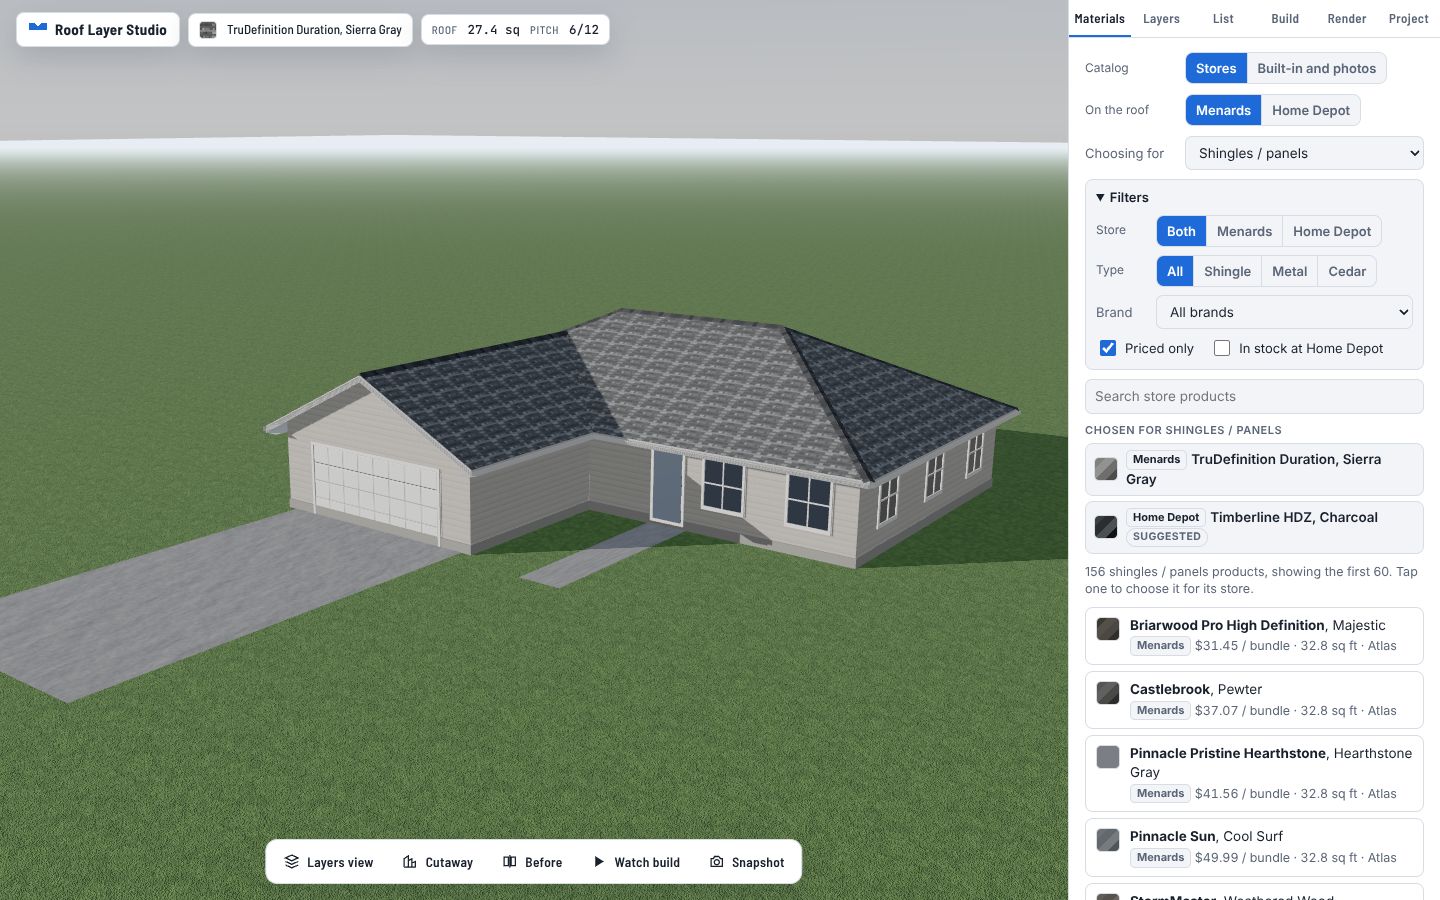 Roof Layer Studio
TruDefinition Duration, Sierra Gray
ROOF 27.4 sq PITCH 6/12
Materials Layers List Build Render Project
Catalog Stores Built-in and photos
On the roof Menards Home Depot
Choosing for Shingles / panels
Filters
Store Both Menards Home Depot
Type All Shingle Metal Cedar
Brand All brands
Priced only In stock at Home Depot
Search store products
CHOSEN FOR SHINGLES / PANELS
Menards TruDefinition Duration, Sierra
Gray
Home Depot Timberline HDZ, Charcoal
SUGGESTED
156 shingles / panels products, showing the first 60. Tap
one to choose it for its store.
Briarwood Pro High Definition, Majestic
Menards $31.45 / bundle · 32.8 sq ft · Atlas
Castlebrook, Pewter
Menards $37.07 / bundle · 32.8 sq ft · Atlas
Pinnacle Pristine Hearthstone, Hearthstone
Gray
Menards $41.56 / bundle · 32.8 sq ft · Atlas
Pinnacle Sun, Cool Surf
Menards $49.99 / bundle · 32.8 sq ft · Atlas
StormMaster, Weathered Wood
Layers view Cutaway Before Watch build Snapshot